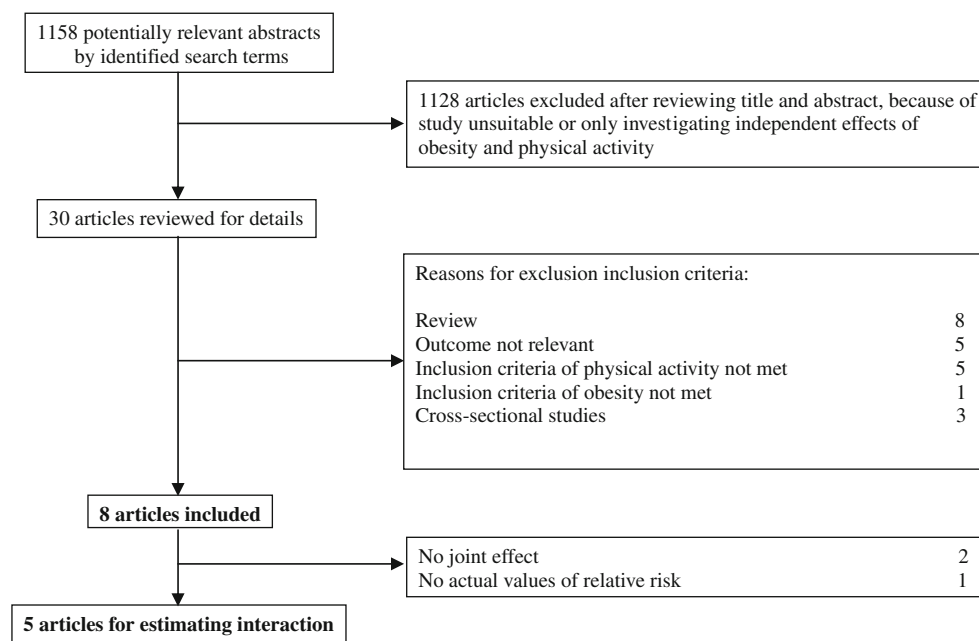 1158 potentially relevant abstracts
by identified search terms
1128 articles excluded after reviewing title and abstract, because of
study unsuitable or only investigating independent effects of
obesity and physical activity
30 articles reviewed for details
Reasons for exclusion inclusion criteria:
Review 8
Outcome not relevant 5
Inclusion criteria of physical activity not met 5
Inclusion criteria of obesity not met 1
Cross-sectional studies 3
8 articles included
No joint effect 2
No actual values of relative risk 1
5 articles for estimating interaction